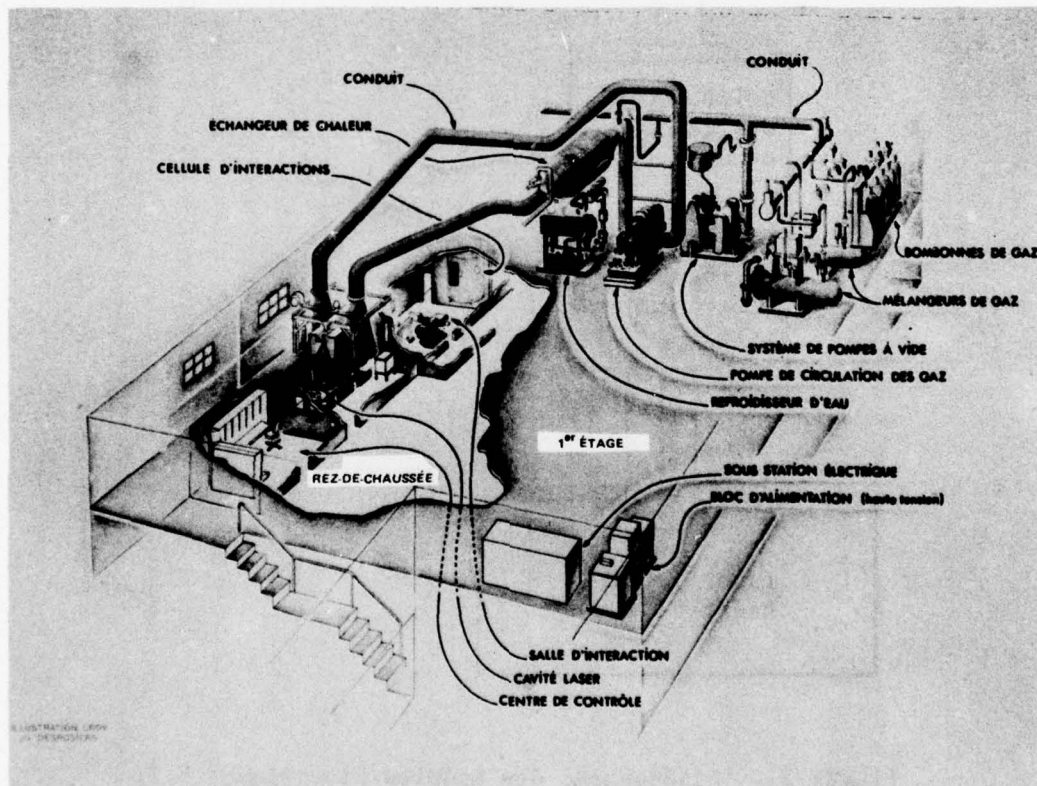 CONDUIT
CONDUIT
ÉCHANGEUR DE CHALEUR
CELLULE D'INTERACTIONS
BOMBONNES DE GAZ
MÉLANGEURS DE GAZ
SYSTÈME DE POMPES À VIDE
POMPE DE CIRCULATION DES GAZ
REFROIDISSEUR D'EAU
1er ÉTAGE
SOUS STATION ÉLECTRIQUE
REZ-DE-CHAUSSÉE
BLOC D'ALIMENTATION (haute tension)
SALLE D'INTERACTION
CAVITÉ LASER
CENTRE DE CONTRÔLE
ILLUSTRATION